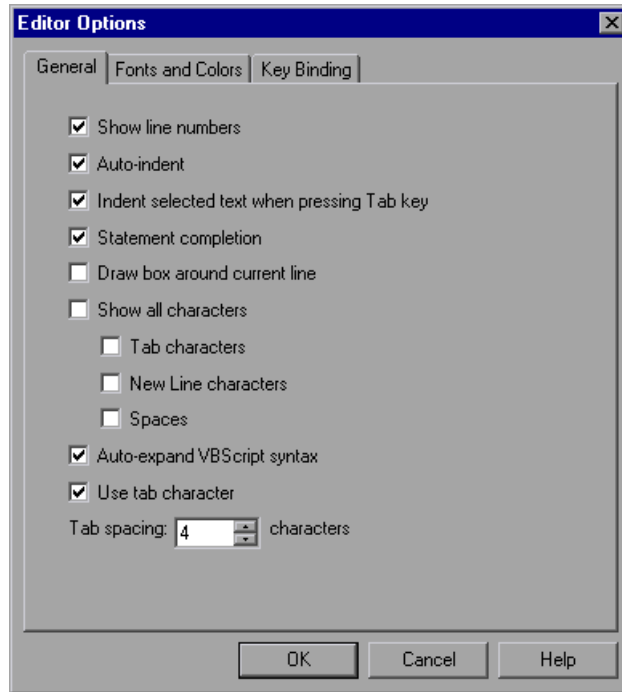 Editor Options
General Fonts and Colors Key Binding
Show line numbers
Auto-indent
Indent selected text when pressing Tab key
Statement completion
Draw box around current line
Show all characters
Tab characters
New Line characters
Spaces
Auto-expand VBScript syntax
Use tab character
Tab spacing: 4 characters
OK Cancel Help